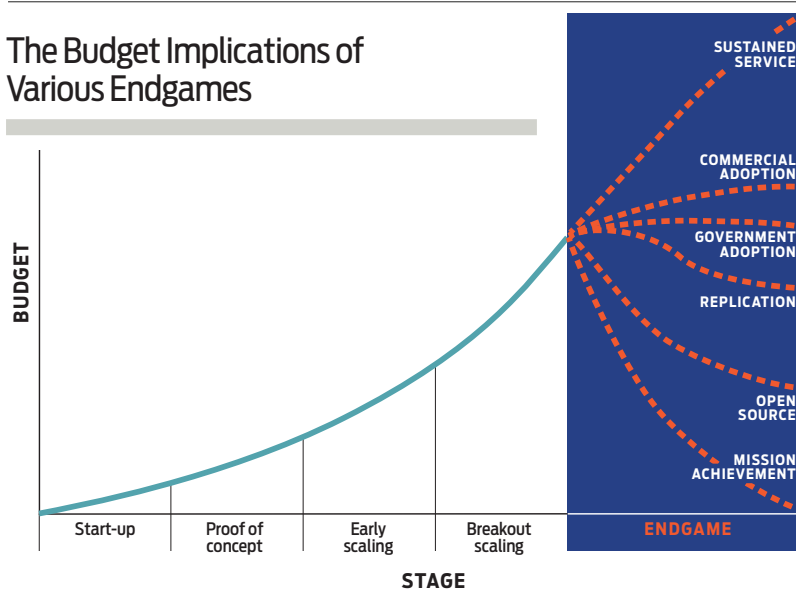 The Budget Implications of
Various Endgames
SUSTAINED
SERVICE
COMMERCIAL
ADOPTION
GOVERNMENT
ADOPTION
REPLICATION
OPEN
SOURCE
MISSION
ACHIEVEMENT
BUDGET
Start-up
Proof of
concept
Early
scaling
Breakout
scaling
ENDGAME
STAGE